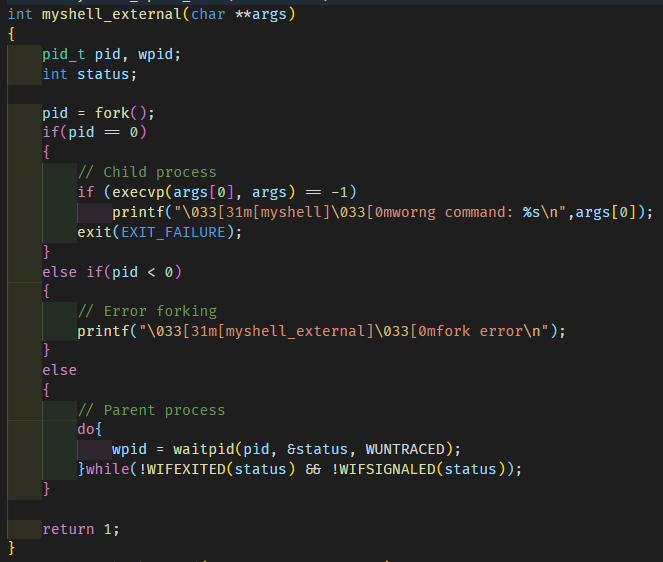 int myshell_external(char **args)
{
    pid_t pid, wpid;
    int status;

    pid = fork();
    if(pid == 0)
    {
        // Child process
        if (execvp(args[0], args) == -1)
            printf("\033[31m[myshell]\033[0mworng command: %s\n",args[0]);
        exit(EXIT_FAILURE);
    }
    else if(pid < 0)
    {
        // Error forking
        printf("\033[31m[myshell_external]\033[0mfork error\n");
    }
    else
    {
        // Parent process
        do{
            wpid = waitpid(pid, &status, WUNTRACED);
        }while(!WIFEXITED(status) && !WIFSIGNALED(status));
    }

    return 1;
}